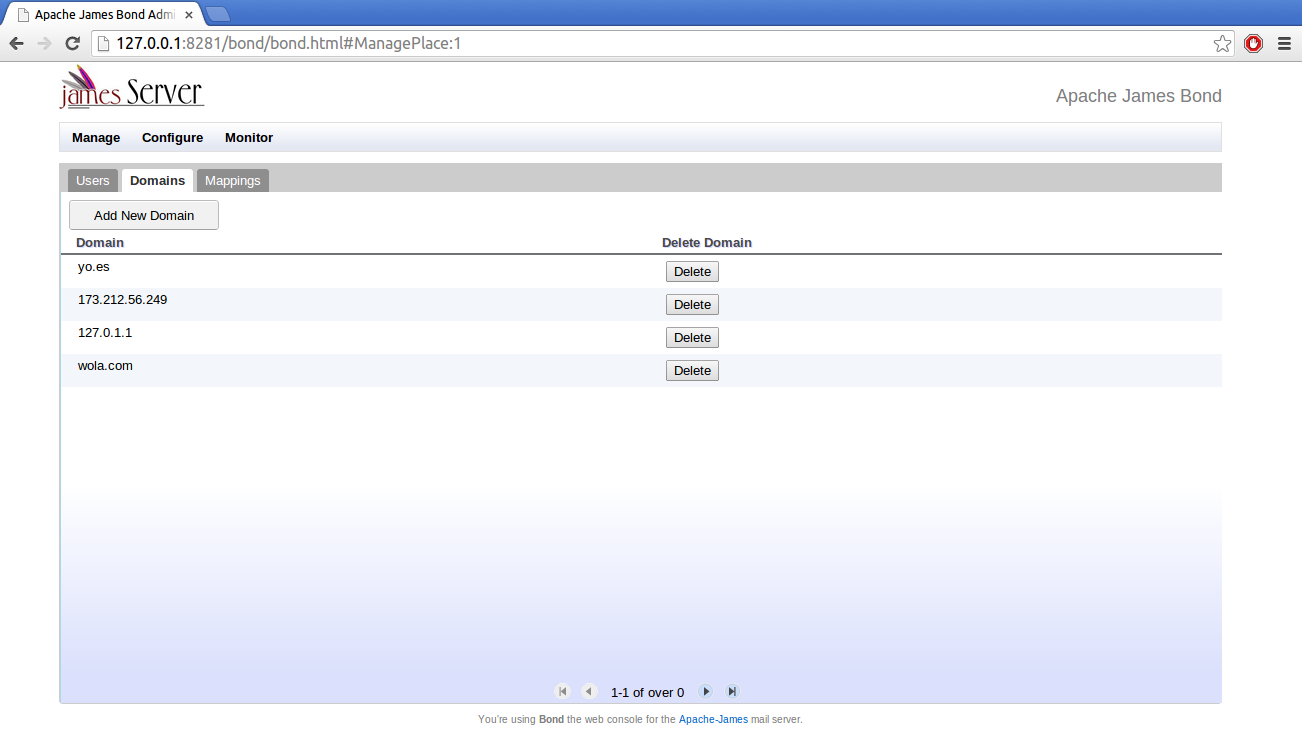 Apache James Bond Admi
127.0.0.1:8281/bond/bond.html#ManagePlace:1
james Server
Apache James Bond
Manage Configure Monitor
Users Domains Mappings
Add New Domain
Domain Delete Domain
yo.es Delete
173.212.56.249 Delete
127.0.1.1 Delete
wola.com Delete
1-1 of over 0
You're using Bond the web console for the Apache-James mail server.